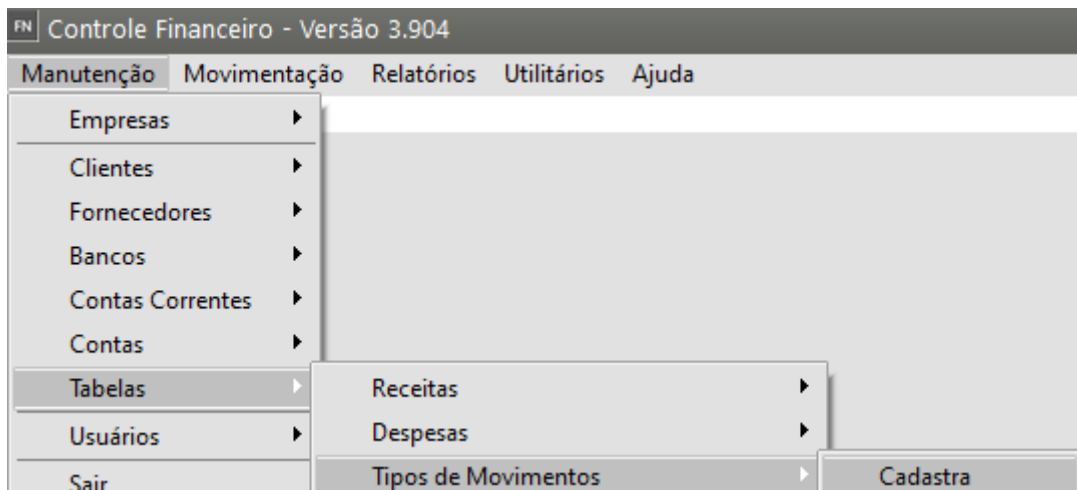 FN Controle Financeiro - Versão 3.904
Manutenção Movimentação Relatórios Utilitários Ajuda
Empresas
Clientes
Fornecedores
Bancos
Contas Correntes
Contas
Tabelas
Receitas
Usuários
Despesas
Sair
Tipos de Movimentos
Cadastra